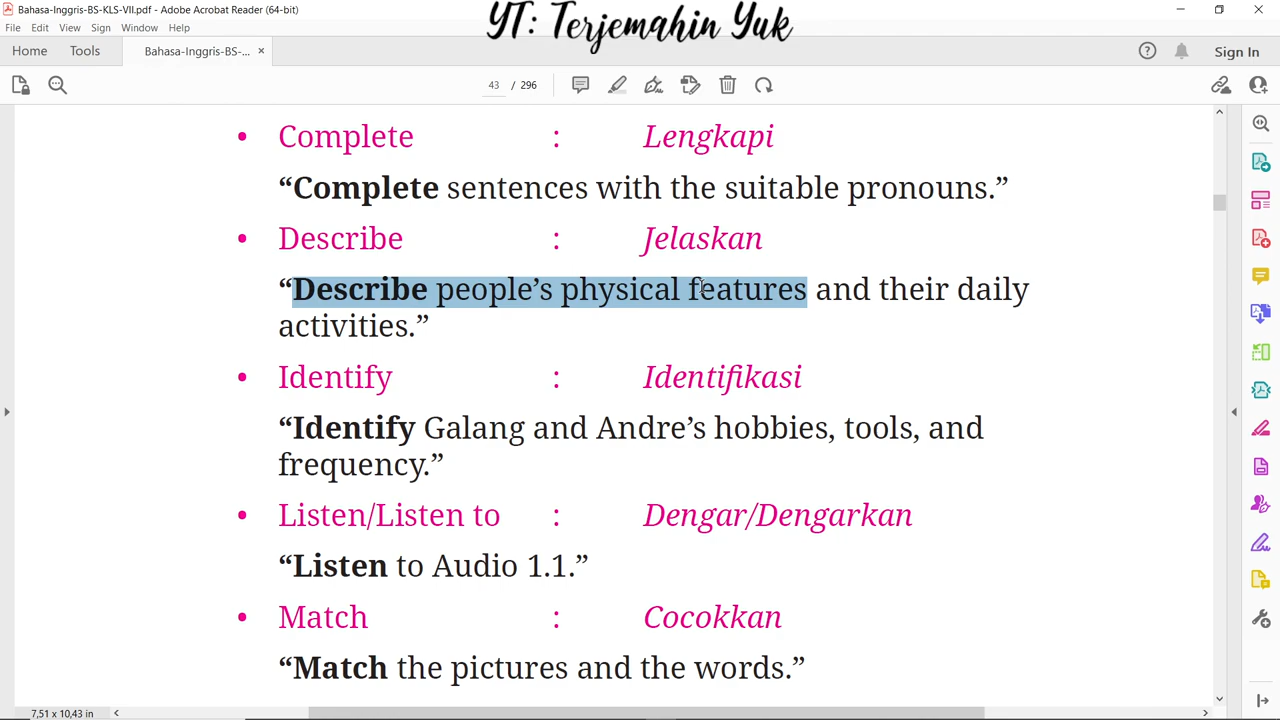 Bahasa-Inggris-BS-KLS-VII.pdf - Adobe Acrobat Reader (64-bit)
YT: Terjemahin Yuk
File Edit View Sign Window Help
Home Tools Bahasa-Inggris-BS-... × Sign In
43 / 296
• Complete : Lengkapi
“Complete sentences with the suitable pronouns.”
• Describe : Jelaskan
“Describe people’s physical features and their daily
activities.”
• Identify : Identifikasi
“Identify Galang and Andre’s hobbies, tools, and
frequency.”
• Listen/Listen to : Dengar/Dengarkan
“Listen to Audio 1.1.”
• Match : Cocokkan
“Match the pictures and the words.”
7,51 x 10,43 in